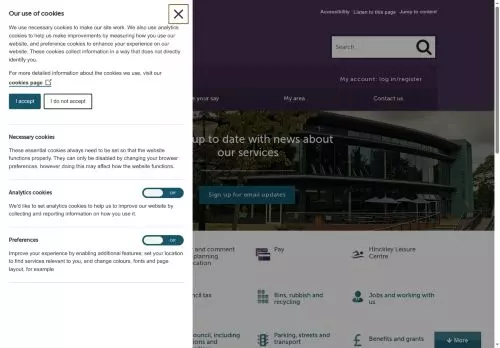 Our use of cookies
We use necessary cookies to make our site work. We also use analytics
cookies to help us make improvements by measuring how you use our
website, and preference cookies to enhance your experience on our
website. These cookies collect information in a way that does not directly
identify you.
For more detailed information about the cookies we use, visit our
cookies page
I accept
I do not accept
Necessary cookies
These essential cookies always need to be set so that the website
functions properly. They can only be disabled by changing your browser
preferences, however doing this may affect how the website functions.
Analytics cookies
Off
We'd like to set analytics cookies to help us to improve our website by
collecting and reporting information on how you use it.
Preferences
Off
Improve your experience by enabling additional features; set your location
to find services relevant to you, and change colours, fonts and page
layout, for example
Accessibility
Listen to this page
Jump to content
Search
My account: log in/register
e your say
My area
Contact us
up to date with news about
our services
Sign up for email updates
and comment
planning
ication
Pay
Hinckley Leisure
Centre
ncil tax
Bins, rubbish and
recycling
Jobs and working with
us
ouncil, including
ons and
Parking, streets and
transport
Benefits and grants
More